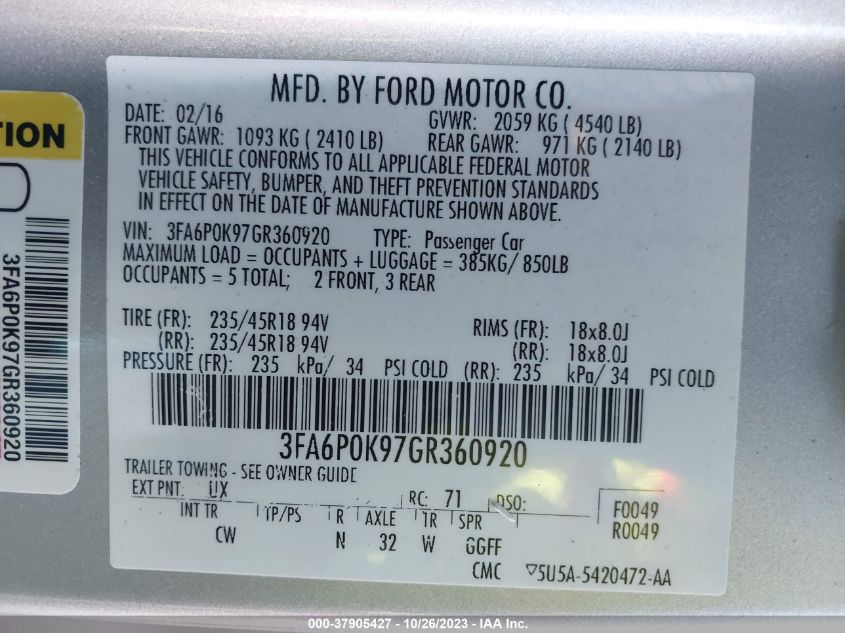 MFD. BY FORD MOTOR CO.
DATE: 02/16 GVWR: 2059 KG ( 4540 LB)
FRONT GAWR: 1093 KG ( 2410 LB) REAR GAWR: 971 KG ( 2140 LB)
THIS VEHICLE CONFORMS TO ALL APPLICABLE FEDERAL MOTOR
VEHICLE SAFETY, BUMPER, AND THEFT PREVENTION STANDARDS
IN EFFECT ON THE DATE OF MANUFACTURE SHOWN ABOVE.
VIN: 3FA6P0K97GR360920 TYPE: Passenger Car
MAXIMUM LOAD = OCCUPANTS + LUGGAGE = 385KG/ 850LB
OCCUPANTS = 5 TOTAL; 2 FRONT, 3 REAR
TIRE (FR): 235/45R18 94V RIMS (FR): 18x8.0J
(RR): 235/45R18 94V (RR): 18x8.0J
PRESSURE (FR): 235 kPa/ 34 PSI COLD (RR): 235 kPa/ 34 PSI COLD
3FA6P0K97GR360920
TRAILER TOWING - SEE OWNER GUIDE
EXT PNT: UX RC: 71 DSO: F0049
INT TR TP/PS R AXLE TR SPR R0049
CW N 32 W GGFF
CMC ▽5U5A-5420472-AA
TION
3FA6P0K97GR360920
000-37905427 - 10/26/2023 - IAA Inc.